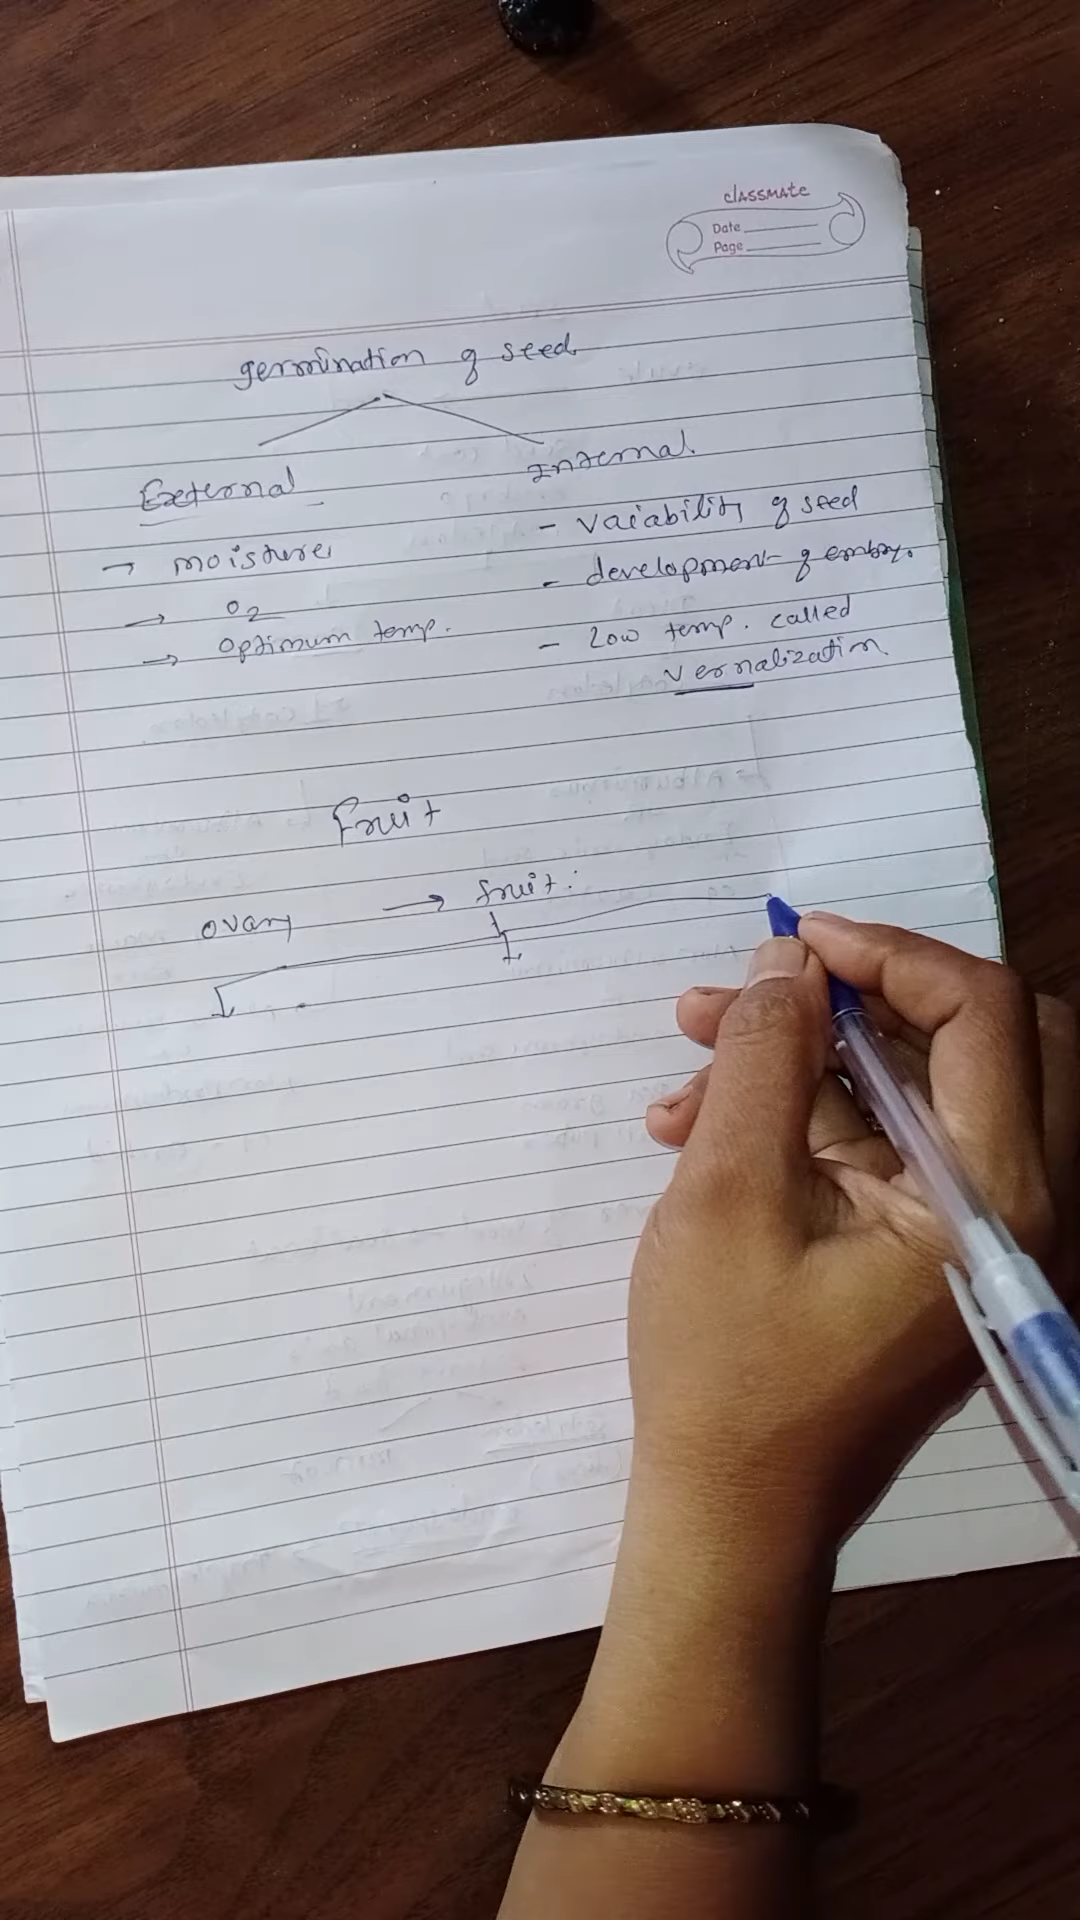 classmate
Date
Page
germination of seed
External
Internal
→ moisture
- vaiability of seed
→ O2
- development of embry.
→ optimum temp.
- low temp. called
vernalization
Fruit
ovary → fruit.